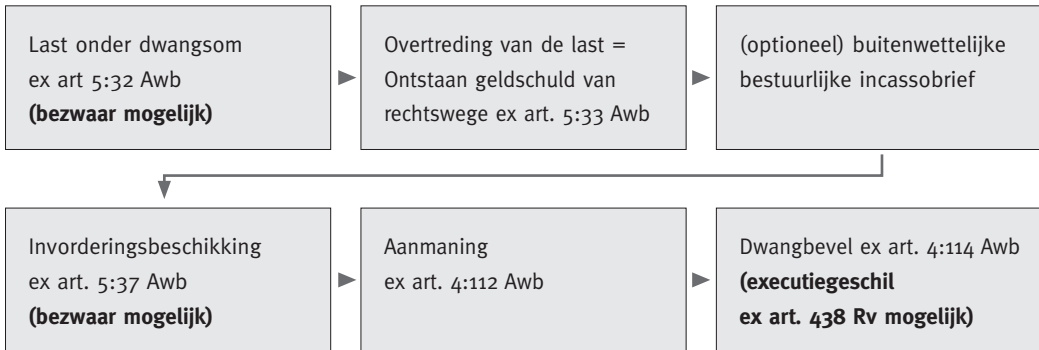 Last onder dwangsom
ex art 5:32 Awb
(bezwaar mogelijk)
Overtreding van de last =
Ontstaan geldschuld van
rechtswege ex art. 5:33 Awb
(optioneel) buitenwettelijke
bestuurlijke incassobrief
Invorderingsbeschikking
ex art. 5:37 Awb
(bezwaar mogelijk)
Aanmaning
ex art. 4:112 Awb
Dwangbevel ex art. 4:114 Awb
(executiegeschil
ex art. 438 Rv mogelijk)